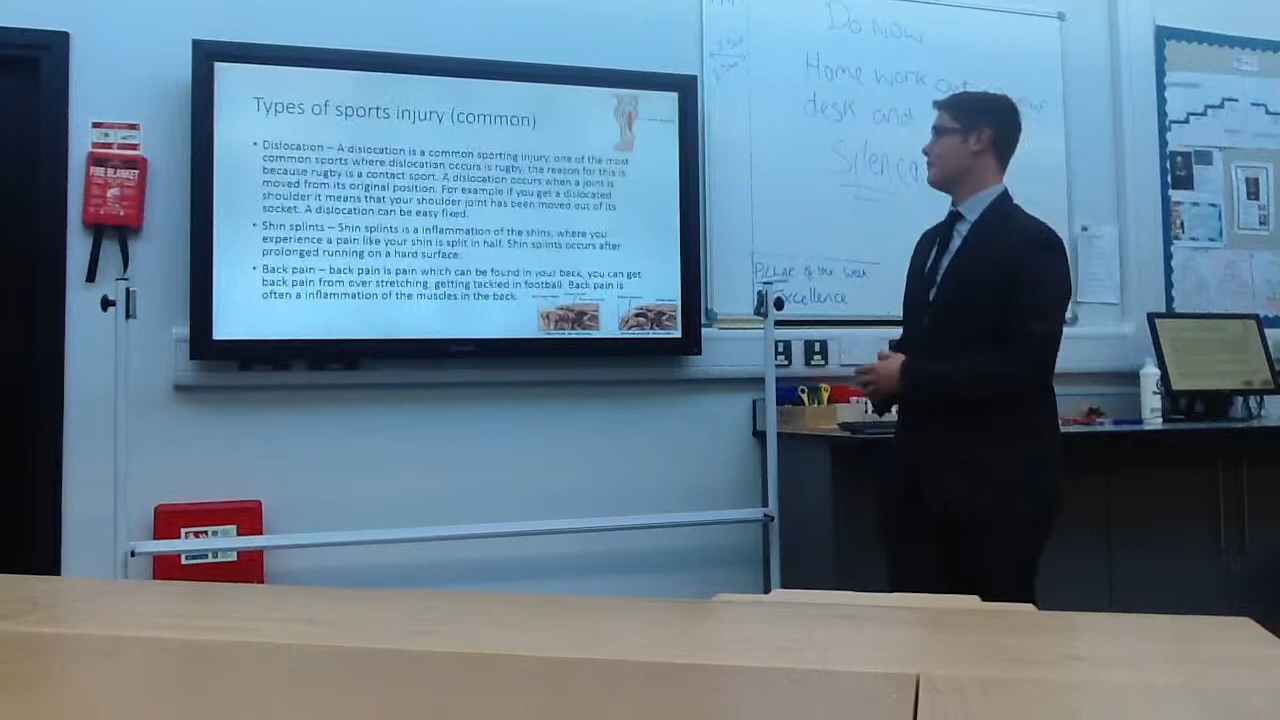 Types of sports injury (common)
• Dislocation – A dislocation is a common sporting injury, one of the most
common sports where dislocation occurs is rugby, the reason for this is
because rugby is a contact sport. A dislocation occurs when a joint is
moved from its original position. For example if you get a dislocated
shoulder it means that your shoulder joint has been moved out of its
socket. A dislocation can be easy fixed.
• Shin splints – Shin splints is a inflammation of the shins, where you
experience a pain like your shin is split in half. Shin splints occurs after
prolonged running on a hard surface.
• Back pain – back pain is pain which can be found in your back, you can get
back pain from over stretching, getting tackled in football. Back pain is
often a inflammation of the muscles in the back.
Do Now
Home work
desk and
Silence
PILLAR of the week
Excellence
FIRE BLANKET